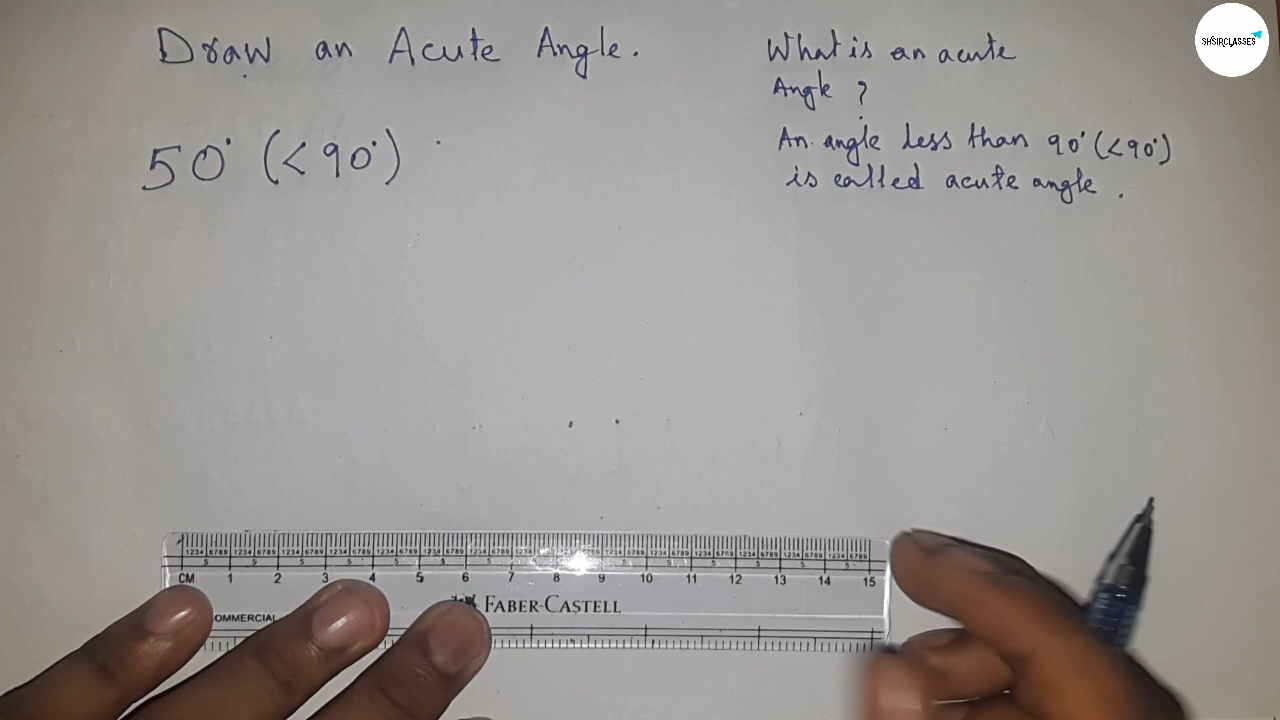 Draw an Acute Angle.
50° (<90°)
What is an acute
Angle ?
An angle less than 90° (<90°)
is called acute angle.
SHSIRCLASSES
CM 1 2 3 4 5 6 7 8 9 10 11 12 13 14 15
FABER-CASTELL
OMMERCIAL